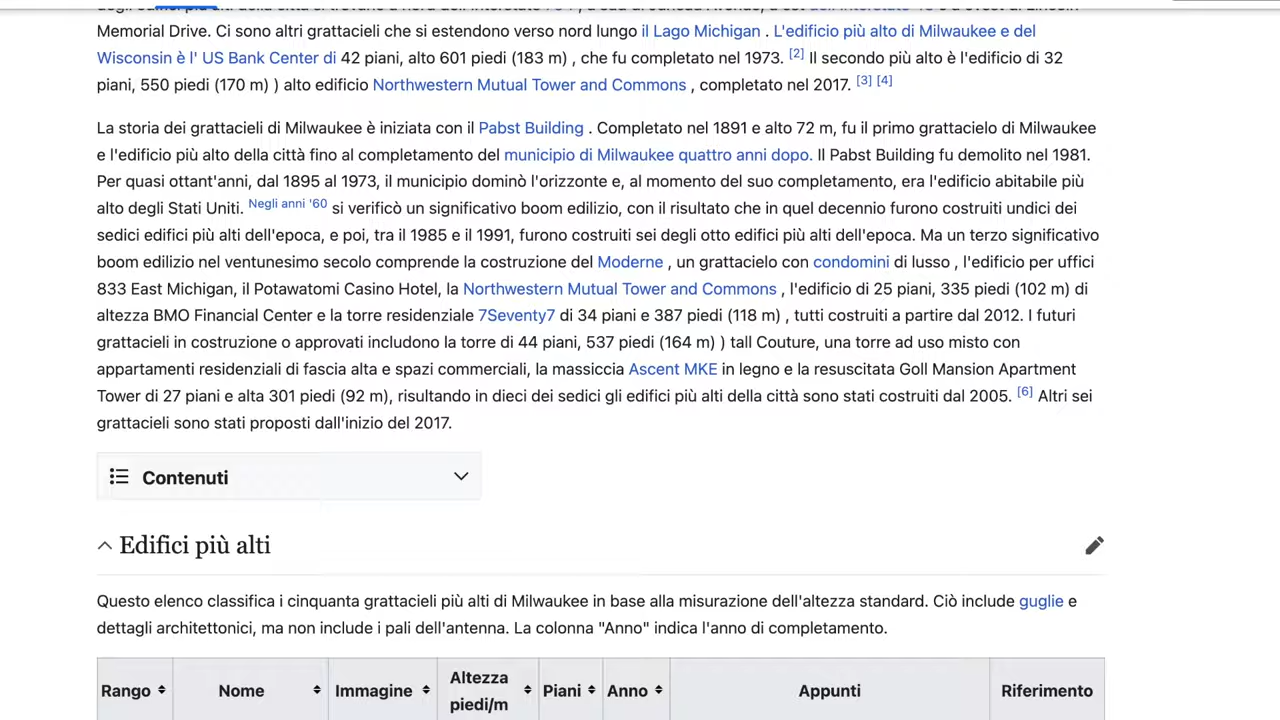 Memorial Drive. Ci sono altri grattacieli che si estendono verso nord lungo il Lago Michigan . L'edificio più alto di Milwaukee e del
Wisconsin è l' US Bank Center di 42 piani, alto 601 piedi (183 m) , che fu completato nel 1973. [2] Il secondo più alto è l'edificio di 32
piani, 550 piedi (170 m) ) alto edificio Northwestern Mutual Tower and Commons , completato nel 2017. [3] [4]
La storia dei grattacieli di Milwaukee è iniziata con il Pabst Building . Completato nel 1891 e alto 72 m, fu il primo grattacielo di Milwaukee
e l'edificio più alto della città fino al completamento del municipio di Milwaukee quattro anni dopo. Il Pabst Building fu demolito nel 1981.
Per quasi ottant'anni, dal 1895 al 1973, il municipio dominò l'orizzonte e, al momento del suo completamento, era l'edificio abitabile più
alto degli Stati Uniti. Negli anni '60 si verificò un significativo boom edilizio, con il risultato che in quel decennio furono costruiti undici dei
sedici edifici più alti dell'epoca, e poi, tra il 1985 e il 1991, furono costruiti sei degli otto edifici più alti dell'epoca. Ma un terzo significativo
boom edilizio nel ventunesimo secolo comprende la costruzione del Moderne , un grattacielo con condomini di lusso , l'edificio per uffici
833 East Michigan, il Potawatomi Casino Hotel, la Northwestern Mutual Tower and Commons , l'edificio di 25 piani, 335 piedi (102 m) di
altezza BMO Financial Center e la torre residenziale 7Seventy7 di 34 piani e 387 piedi (118 m) , tutti costruiti a partire dal 2012. I futuri
grattacieli in costruzione o approvati includono la torre di 44 piani, 537 piedi (164 m) ) tall Couture, una torre ad uso misto con
appartamenti residenziali di fascia alta e spazi commerciali, la massiccia Ascent MKE in legno e la resuscitata Goll Mansion Apartment
Tower di 27 piani e alta 301 piedi (92 m), risultando in dieci dei sedici gli edifici più alti della città sono stati costruiti dal 2005. [6] Altri sei
grattacieli sono stati proposti dall'inizio del 2017.
Contenuti
Edifici più alti
Questo elenco classifica i cinquanta grattacieli più alti di Milwaukee in base alla misurazione dell'altezza standard. Ciò include guglie e
dettagli architettonici, ma non include i pali dell'antenna. La colonna "Anno" indica l'anno di completamento.
Rango Nome Immagine Altezza piedi/m Piani Anno Appunti Riferimento